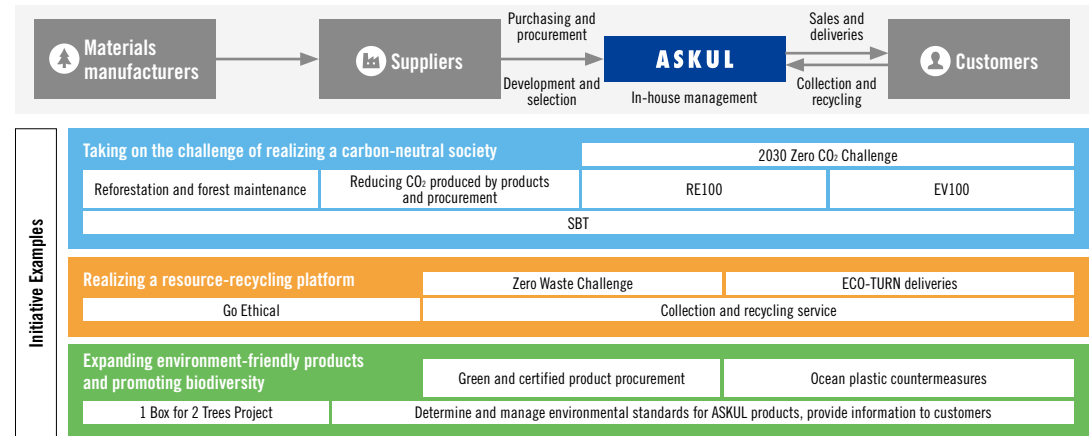 Materials
manufacturers
Suppliers
Purchasing and
procurement
Development and
selection
ASKUL
In-house management
Sales and
deliveries
Collection and
recycling
Customers
Initiative Examples
Taking on the challenge of realizing a carbon-neutral society
2030 Zero CO₂ Challenge
Reforestation and forest maintenance
Reducing CO₂ produced by products
and procurement
RE100
EV100
SBT
Realizing a resource-recycling platform
Zero Waste Challenge
ECO-TURN deliveries
Go Ethical
Collection and recycling service
Expanding environment-friendly products
and promoting biodiversity
Green and certified product procurement
Ocean plastic countermeasures
1 Box for 2 Trees Project
Determine and manage environmental standards for ASKUL products, provide information to customers